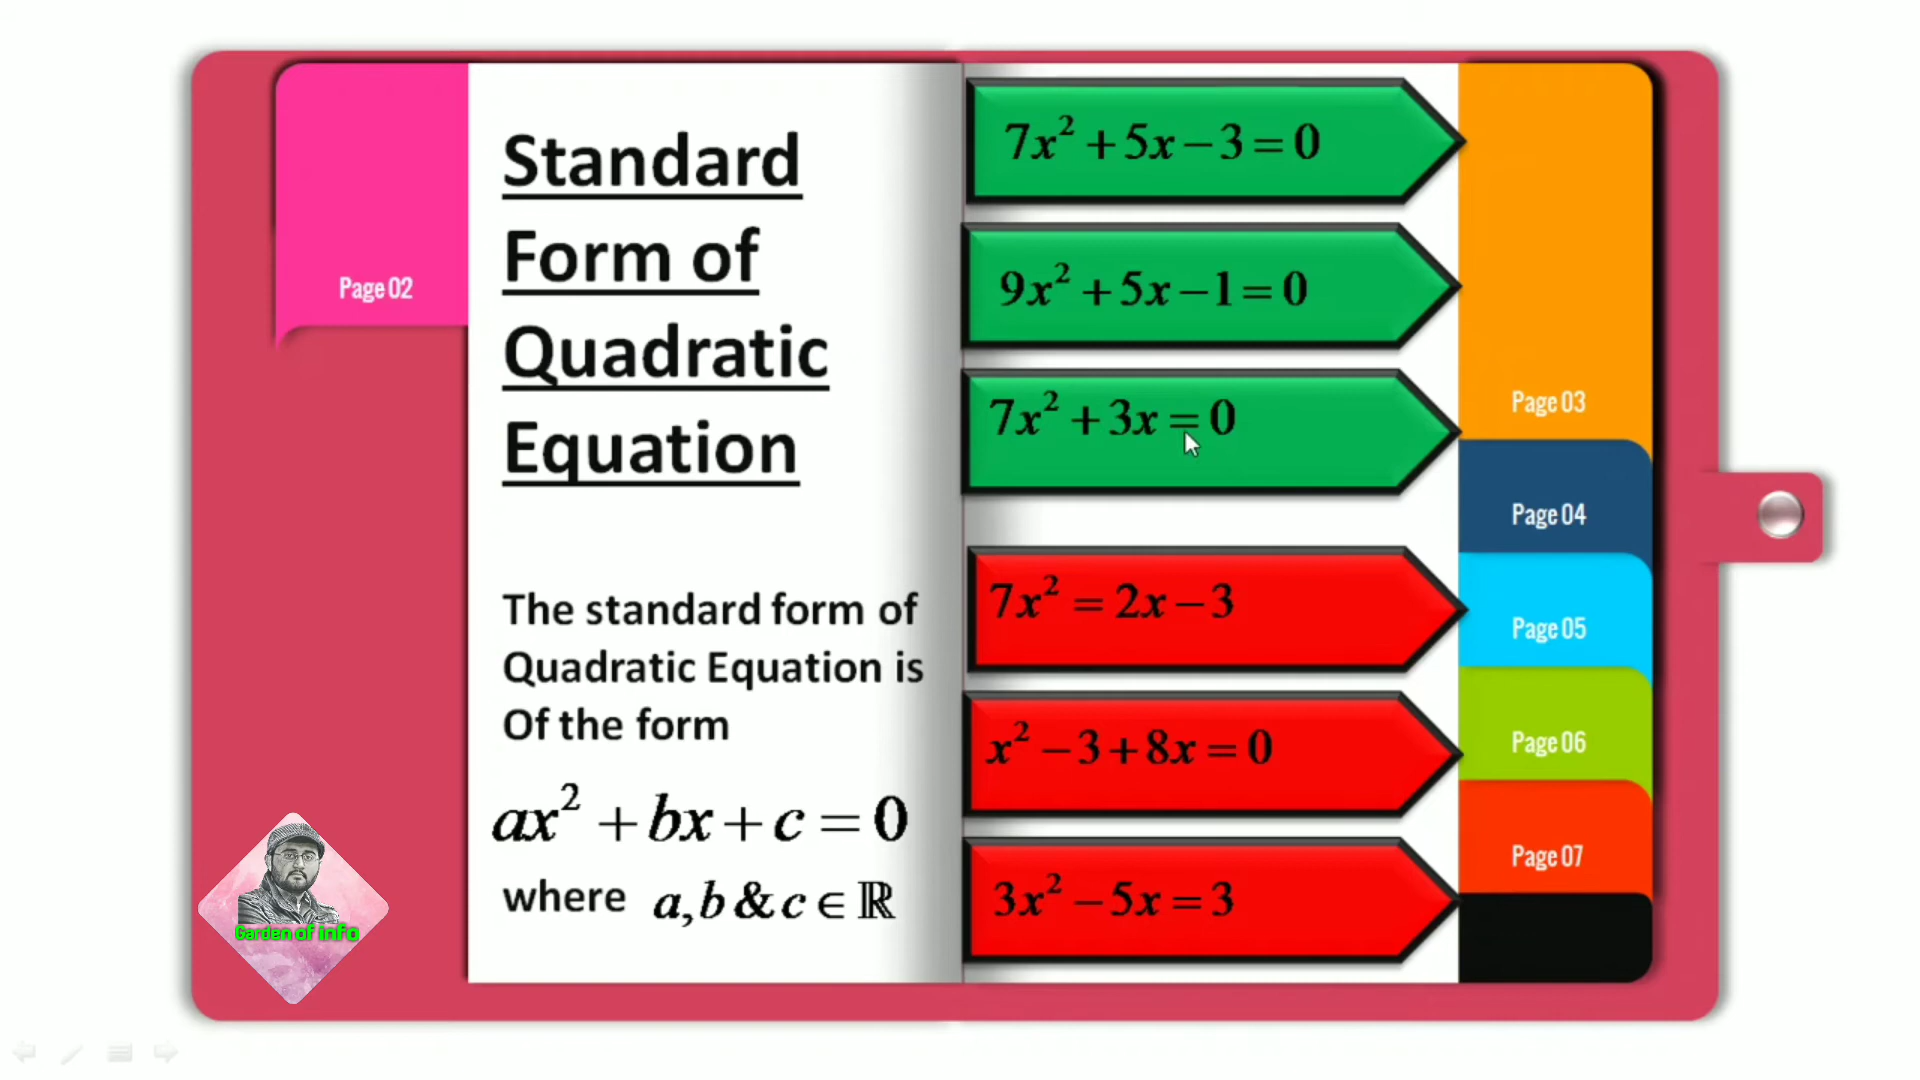 Page 02
Standard
Form of
Quadratic
Equation
The standard form of
Quadratic Equation is
Of the form
ax² + bx + c = 0
where a, b & c ∈ ℝ
Garden of info
7x² + 5x − 3 = 0
9x² + 5x − 1 = 0
7x² + 3x = 0
7x² = 2x − 3
x² − 3 + 8x = 0
3x² − 5x = 3
Page 03
Page 04
Page 05
Page 06
Page 07